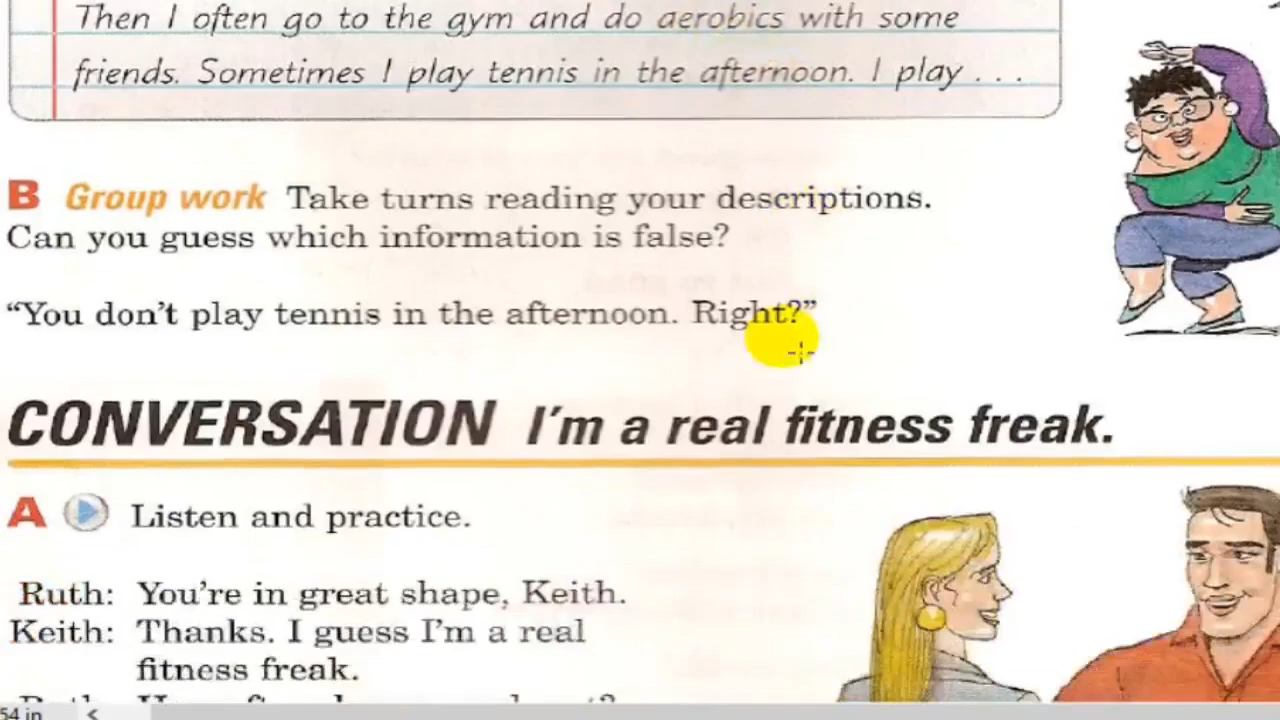 Then I often go to the gym and do aerobics with some
friends. Sometimes I play tennis in the afternoon. I play . . .
B Group work Take turns reading your descriptions.
Can you guess which information is false?
“You don’t play tennis in the afternoon. Right?”
CONVERSATION I’m a real fitness freak.
A Listen and practice.
Ruth: You’re in great shape, Keith.
Keith: Thanks. I guess I’m a real
fitness freak.
54 in